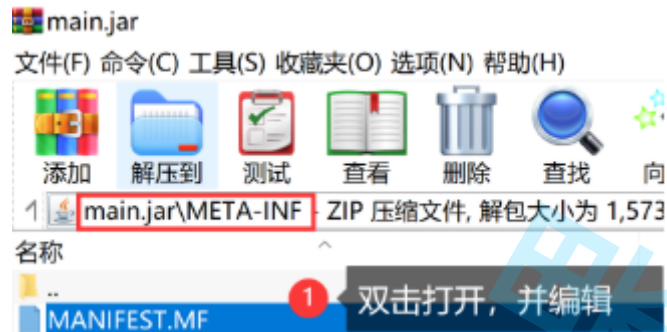 main.jar
文件(F) 命令(C) 工具(S) 收藏夹(O) 选项(N) 帮助(H)
添加 解压到 测试 查看 删除 查找 向
main.jar\META-INF - ZIP 压缩文件, 解包大小为 1,573
名称
..
1 双击打开，并编辑
MANIFEST.MF